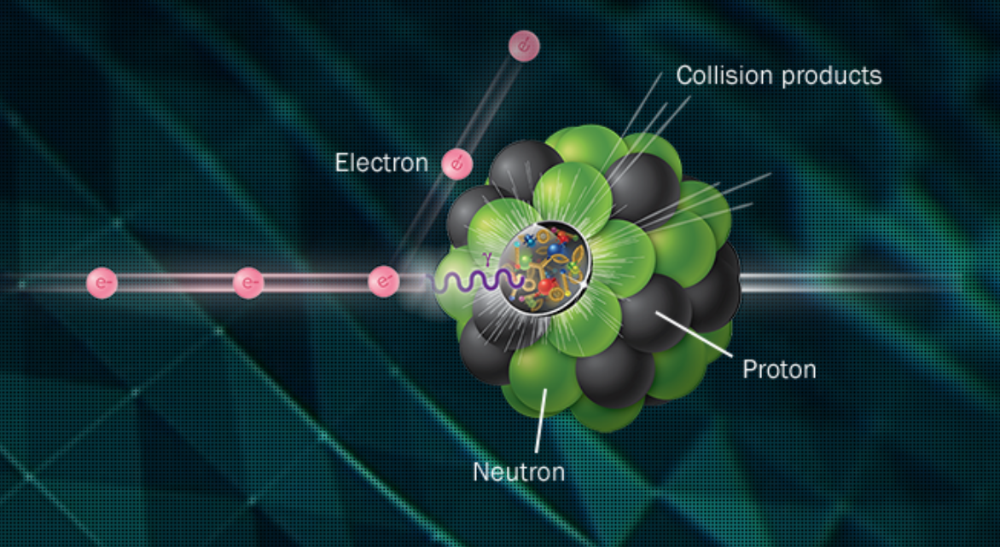 e-
Collision products
Electron
e-
γ
e-
e-
e-
Proton
Neutron